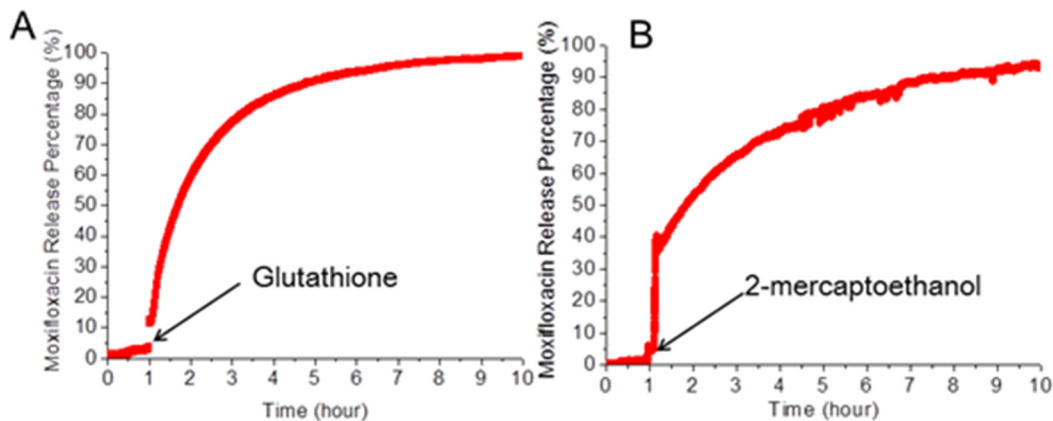 A
Moxifloxacin Release Percentage (%)
100
90
80
70
60
50
40
30
20
10
0
Glutathione
0 1 2 3 4 5 6 7 8 9 10
Time (hour)
B
Moxifloxacin Release Percentage (%)
100
90
80
70
60
50
40
30
20
10
0
2-mercaptoethanol
0 1 2 3 4 5 6 7 8 9 10
Time (hour)